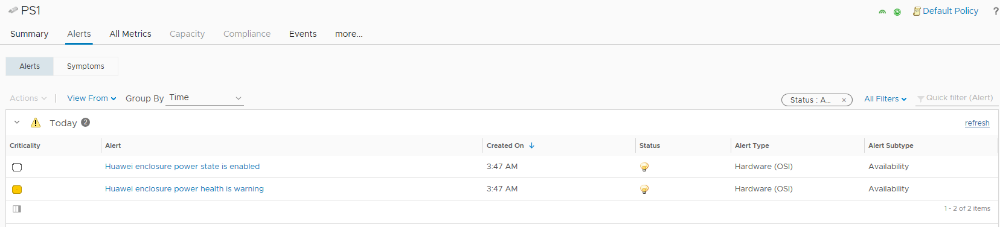 PS1
Default Policy ?
Summary Alerts All Metrics Capacity Compliance Events more...
Alerts Symptoms
Actions | View From Group By Time Status : A... × All Filters Quick filter (Alert)
Today 2 refresh
Criticality Alert Created On Status Alert Type Alert Subtype
Huawei enclosure power state is enabled 3:47 AM Hardware (OSI) Availability
Huawei enclosure power health is warning 3:47 AM Hardware (OSI) Availability
1 - 2 of 2 items